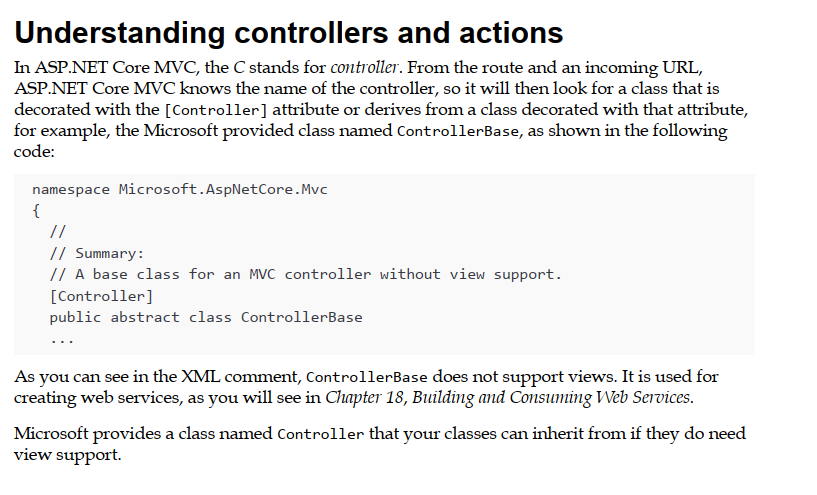 Understanding controllers and actions
In ASP.NET Core MVC, the C stands for controller. From the route and an incoming URL,
ASP.NET Core MVC knows the name of the controller, so it will then look for a class that is
decorated with the [Controller] attribute or derives from a class decorated with that attribute,
for example, the Microsoft provided class named ControllerBase, as shown in the following
code:
namespace Microsoft.AspNetCore.Mvc
{
//
// Summary:
// A base class for an MVC controller without view support.
[Controller]
public abstract class ControllerBase
...
As you can see in the XML comment, ControllerBase does not support views. It is used for
creating web services, as you will see in Chapter 18, Building and Consuming Web Services.
Microsoft provides a class named Controller that your classes can inherit from if they do need
view support.